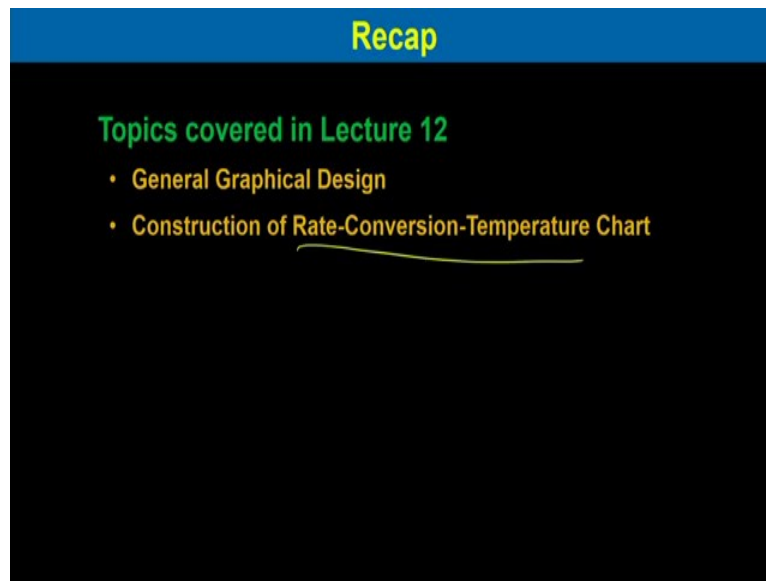 Recap
Topics covered in Lecture 12
• General Graphical Design
• Construction of Rate-Conversion-Temperature Chart